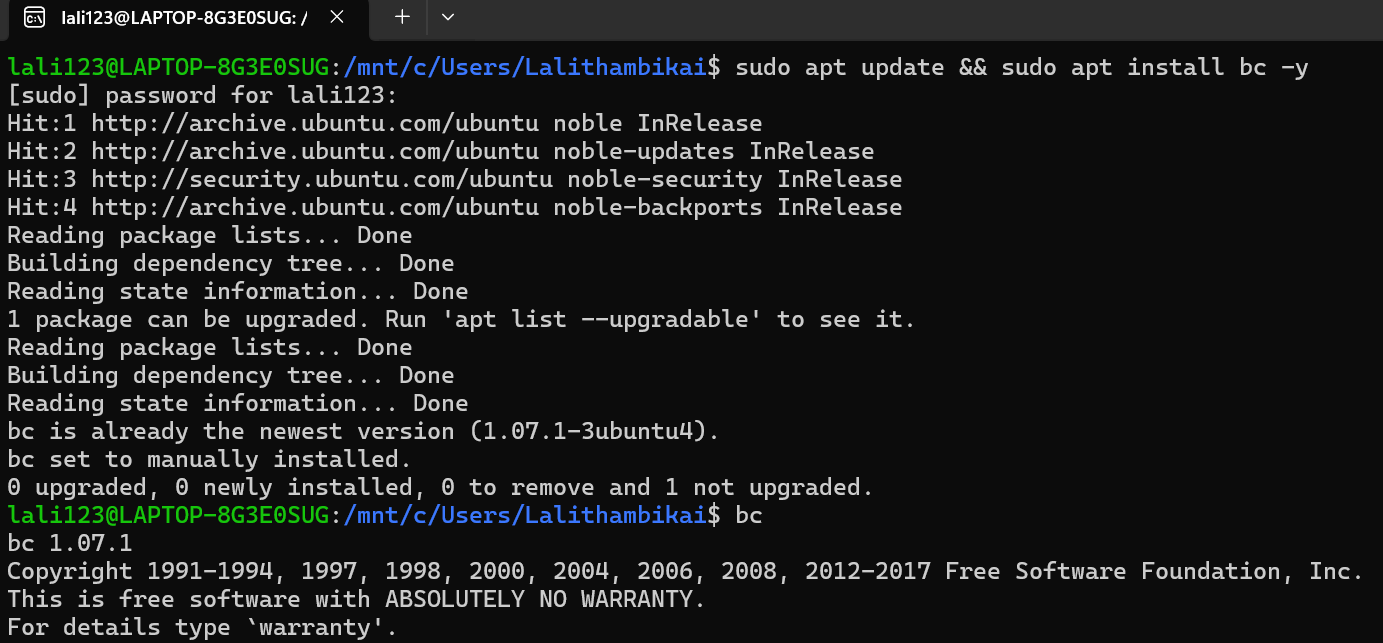 lali123@LAPTOP-8G3E0SUG: /
lali123@LAPTOP-8G3E0SUG:/mnt/c/Users/Lalithambikai$ sudo apt update && sudo apt install bc -y
[sudo] password for lali123:
Hit:1 http://archive.ubuntu.com/ubuntu noble InRelease
Hit:2 http://archive.ubuntu.com/ubuntu noble-updates InRelease
Hit:3 http://security.ubuntu.com/ubuntu noble-security InRelease
Hit:4 http://archive.ubuntu.com/ubuntu noble-backports InRelease
Reading package lists... Done
Building dependency tree... Done
Reading state information... Done
1 package can be upgraded. Run 'apt list --upgradable' to see it.
Reading package lists... Done
Building dependency tree... Done
Reading state information... Done
bc is already the newest version (1.07.1-3ubuntu4).
bc set to manually installed.
0 upgraded, 0 newly installed, 0 to remove and 1 not upgraded.
lali123@LAPTOP-8G3E0SUG:/mnt/c/Users/Lalithambikai$ bc
bc 1.07.1
Copyright 1991-1994, 1997, 1998, 2000, 2004, 2006, 2008, 2012-2017 Free Software Foundation, Inc.
This is free software with ABSOLUTELY NO WARRANTY.
For details type `warranty'.